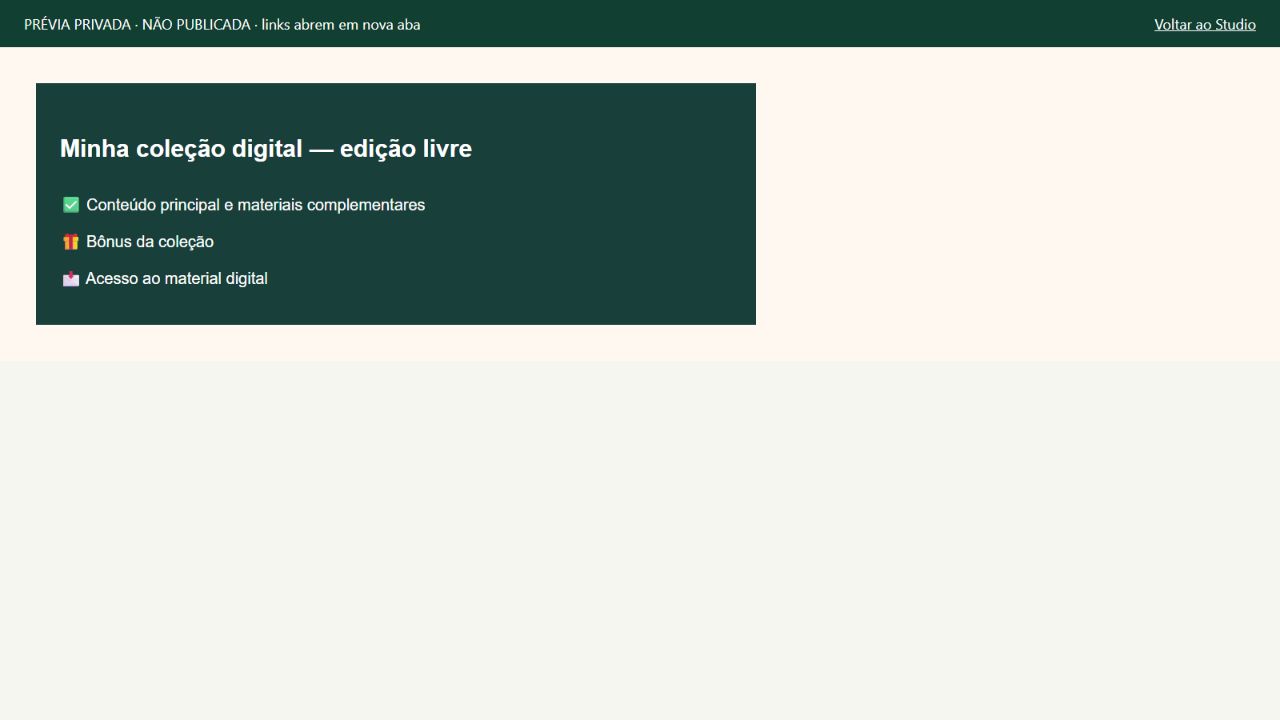 PRÉVIA PRIVADA · NÃO PUBLICADA · links abrem em nova aba
Voltar ao Studio
Minha coleção digital — edição livre
✅ Conteúdo principal e materiais complementares
🎁 Bônus da coleção
📩 Acesso ao material digital